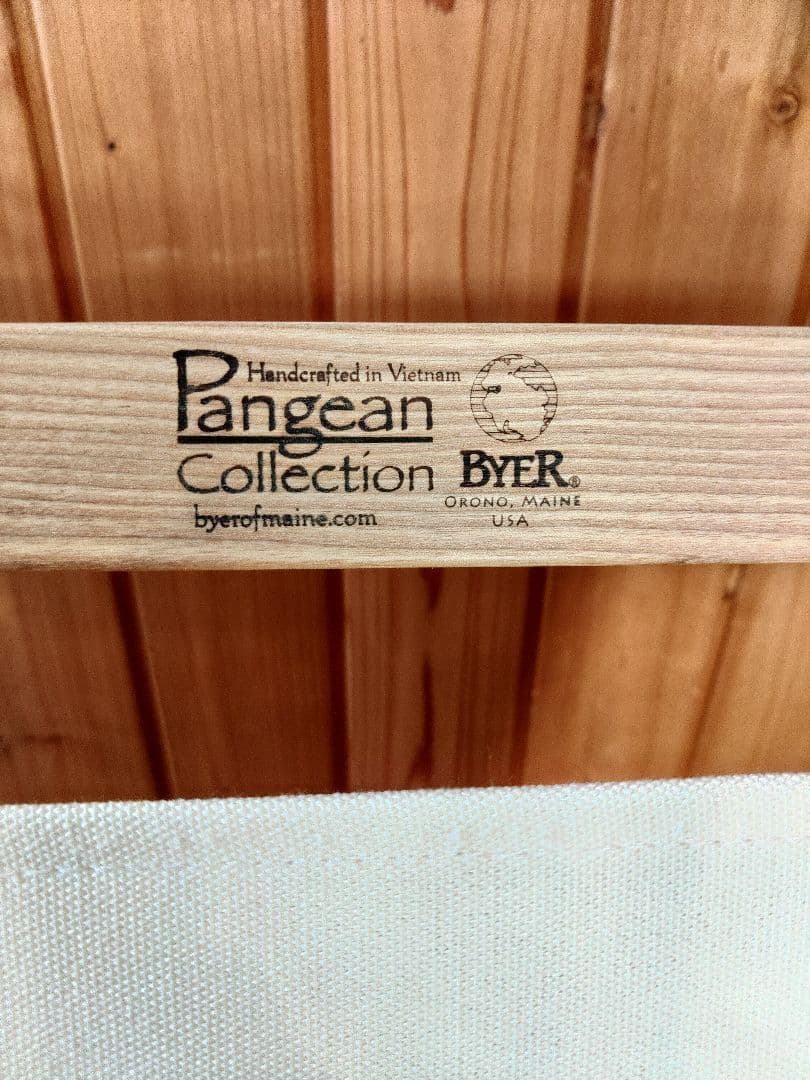 Handcrafted in Vietnam
Pangean
Collection
byerofmaine.com
BYER®
ORONO, MAINE
USA